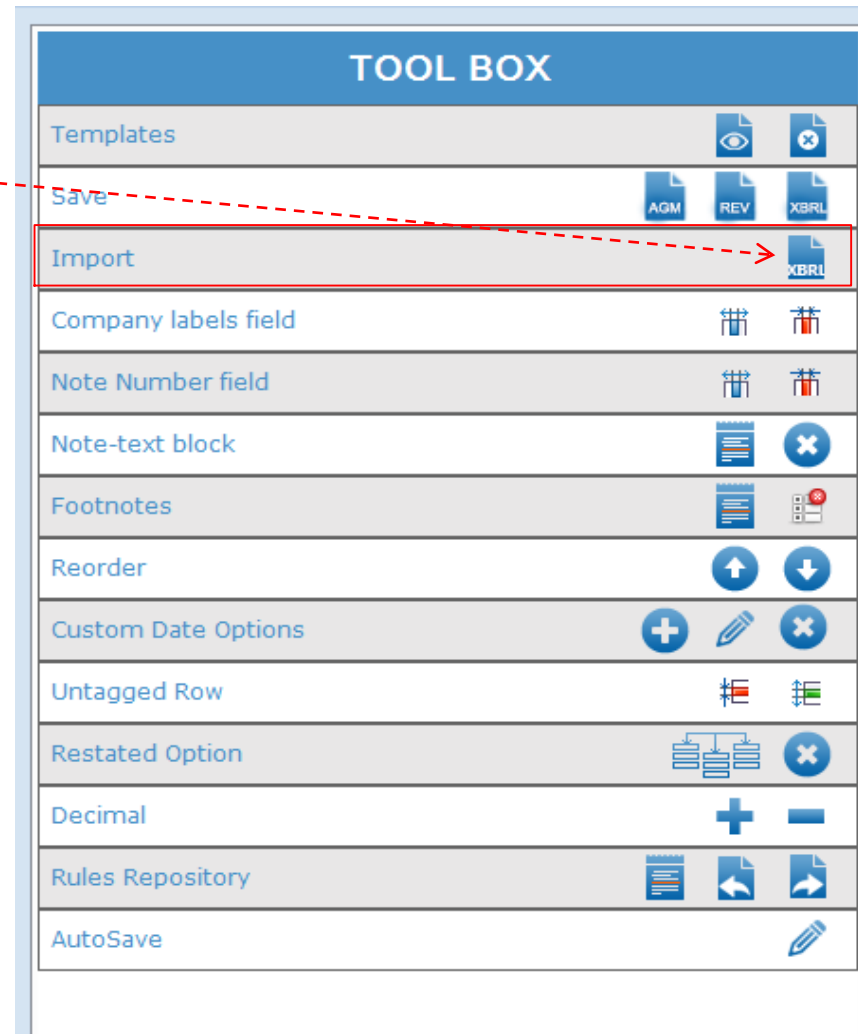 TOOL BOX
Templates
Save AGM REV XBRL
Import XBRL
Company labels field
Note Number field
Note-text block
Footnotes
Reorder
Custom Date Options
Untagged Row
Restated Option
Decimal
Rules Repository
AutoSave